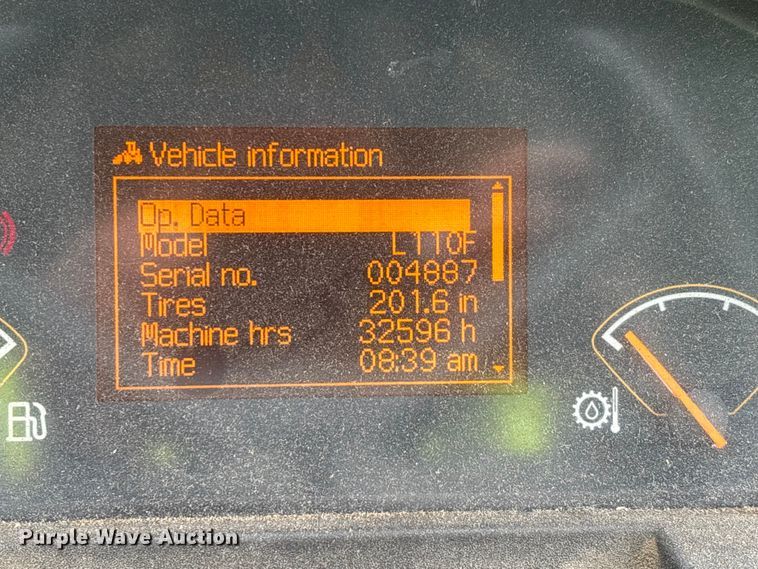 Vehicle information
Op. Data
Model L110F
Serial no. 004887
Tires 201.6 in
Machine hrs 32596 h
Time 08:39 am
Purple Wave Auction